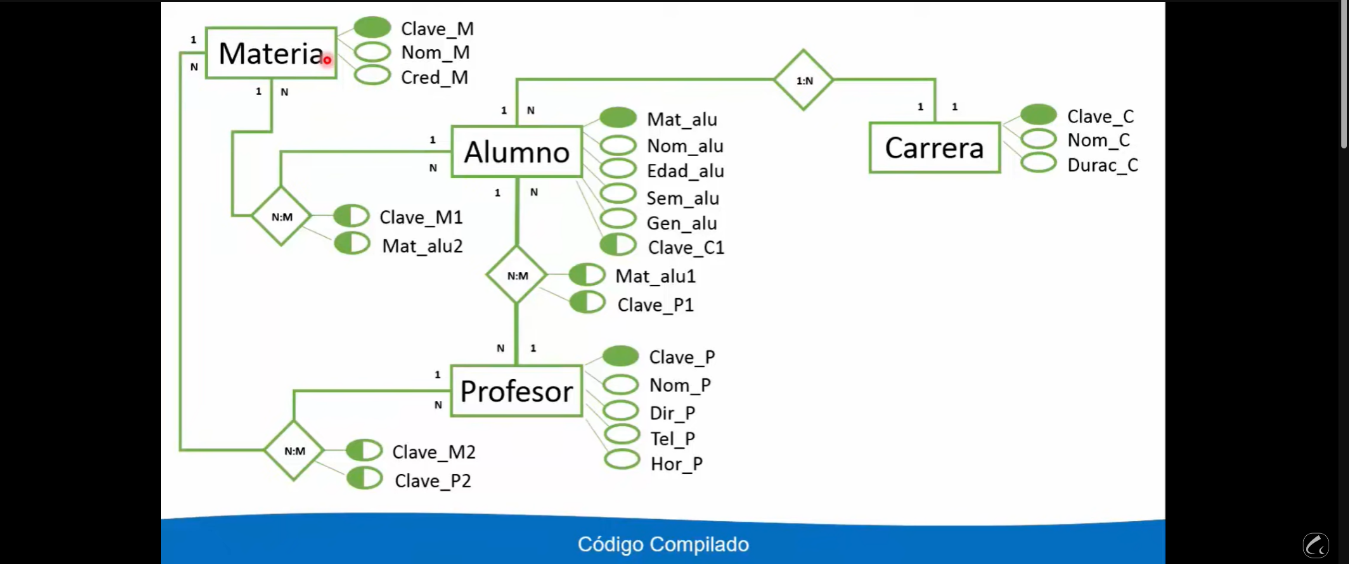 Materia
Clave_M
Nom_M
Cred_M
1
N
1 N
Alumno
Mat_alu
Nom_alu
Edad_alu
Sem_alu
Gen_alu
Clave_C1
1 N
1
N
1 N
1:N
1 1
Carrera
Clave_C
Nom_C
Durac_C
N:M
Clave_M1
Mat_alu2
N:M
Mat_alu1
Clave_P1
N 1
Profesor
Clave_P
Nom_P
Dir_P
Tel_P
Hor_P
1
N
N:M
Clave_M2
Clave_P2
Código Compilado